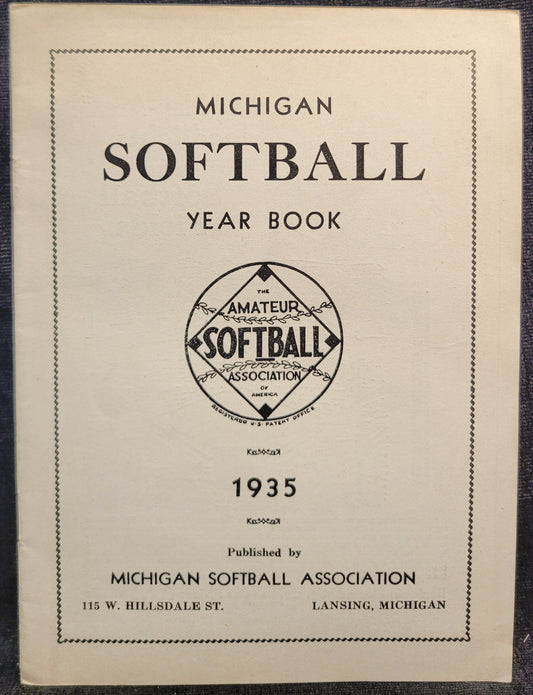 MICHIGAN
SOFTBALL
YEAR BOOK
THE
AMATEUR
SOFTBALL
ASSOCIATION
OF
AMERICA
REGISTERED U.S. PATENT OFFICE
1935
Published by
MICHIGAN SOFTBALL ASSOCIATION
115 W. HILLSDALE ST. LANSING, MICHIGAN